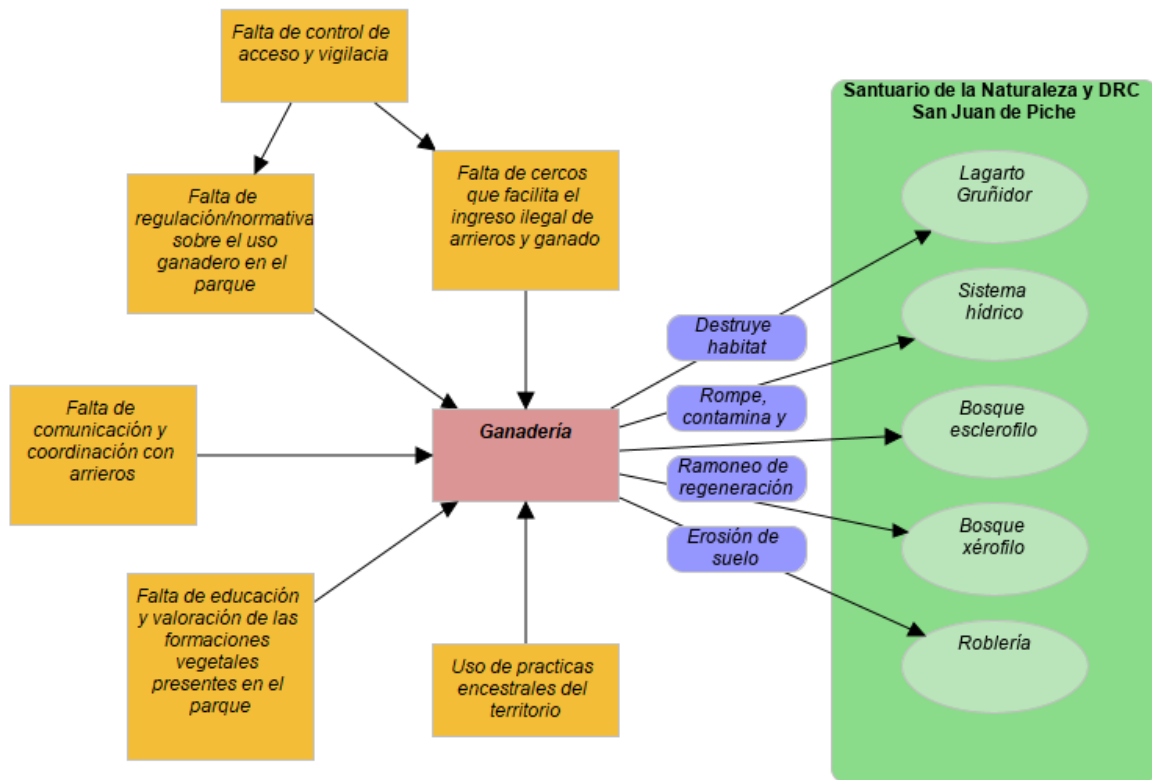 Falta de control de
acceso y vigilacia
Santuario de la Naturaleza y DRC
San Juan de Piche
Falta de
regulación/normativa
sobre el uso
ganadero en el
parque
Falta de cercos
que facilita el
ingreso ilegal de
arrieros y ganado
Lagarto
Gruñidor
Sistema
hídrico
Destruye
habitat
Rompe,
contamina y
Falta de
comunicación y
coordinación con
arrieros
Ganadería
Bosque
esclerofilo
Ramoneo de
regeneración
Erosión de
suelo
Bosque
xérofilo
Falta de educación
y valoración de las
formaciones
vegetales
presentes en el
parque
Uso de practicas
encestrales del
territorio
Roblería